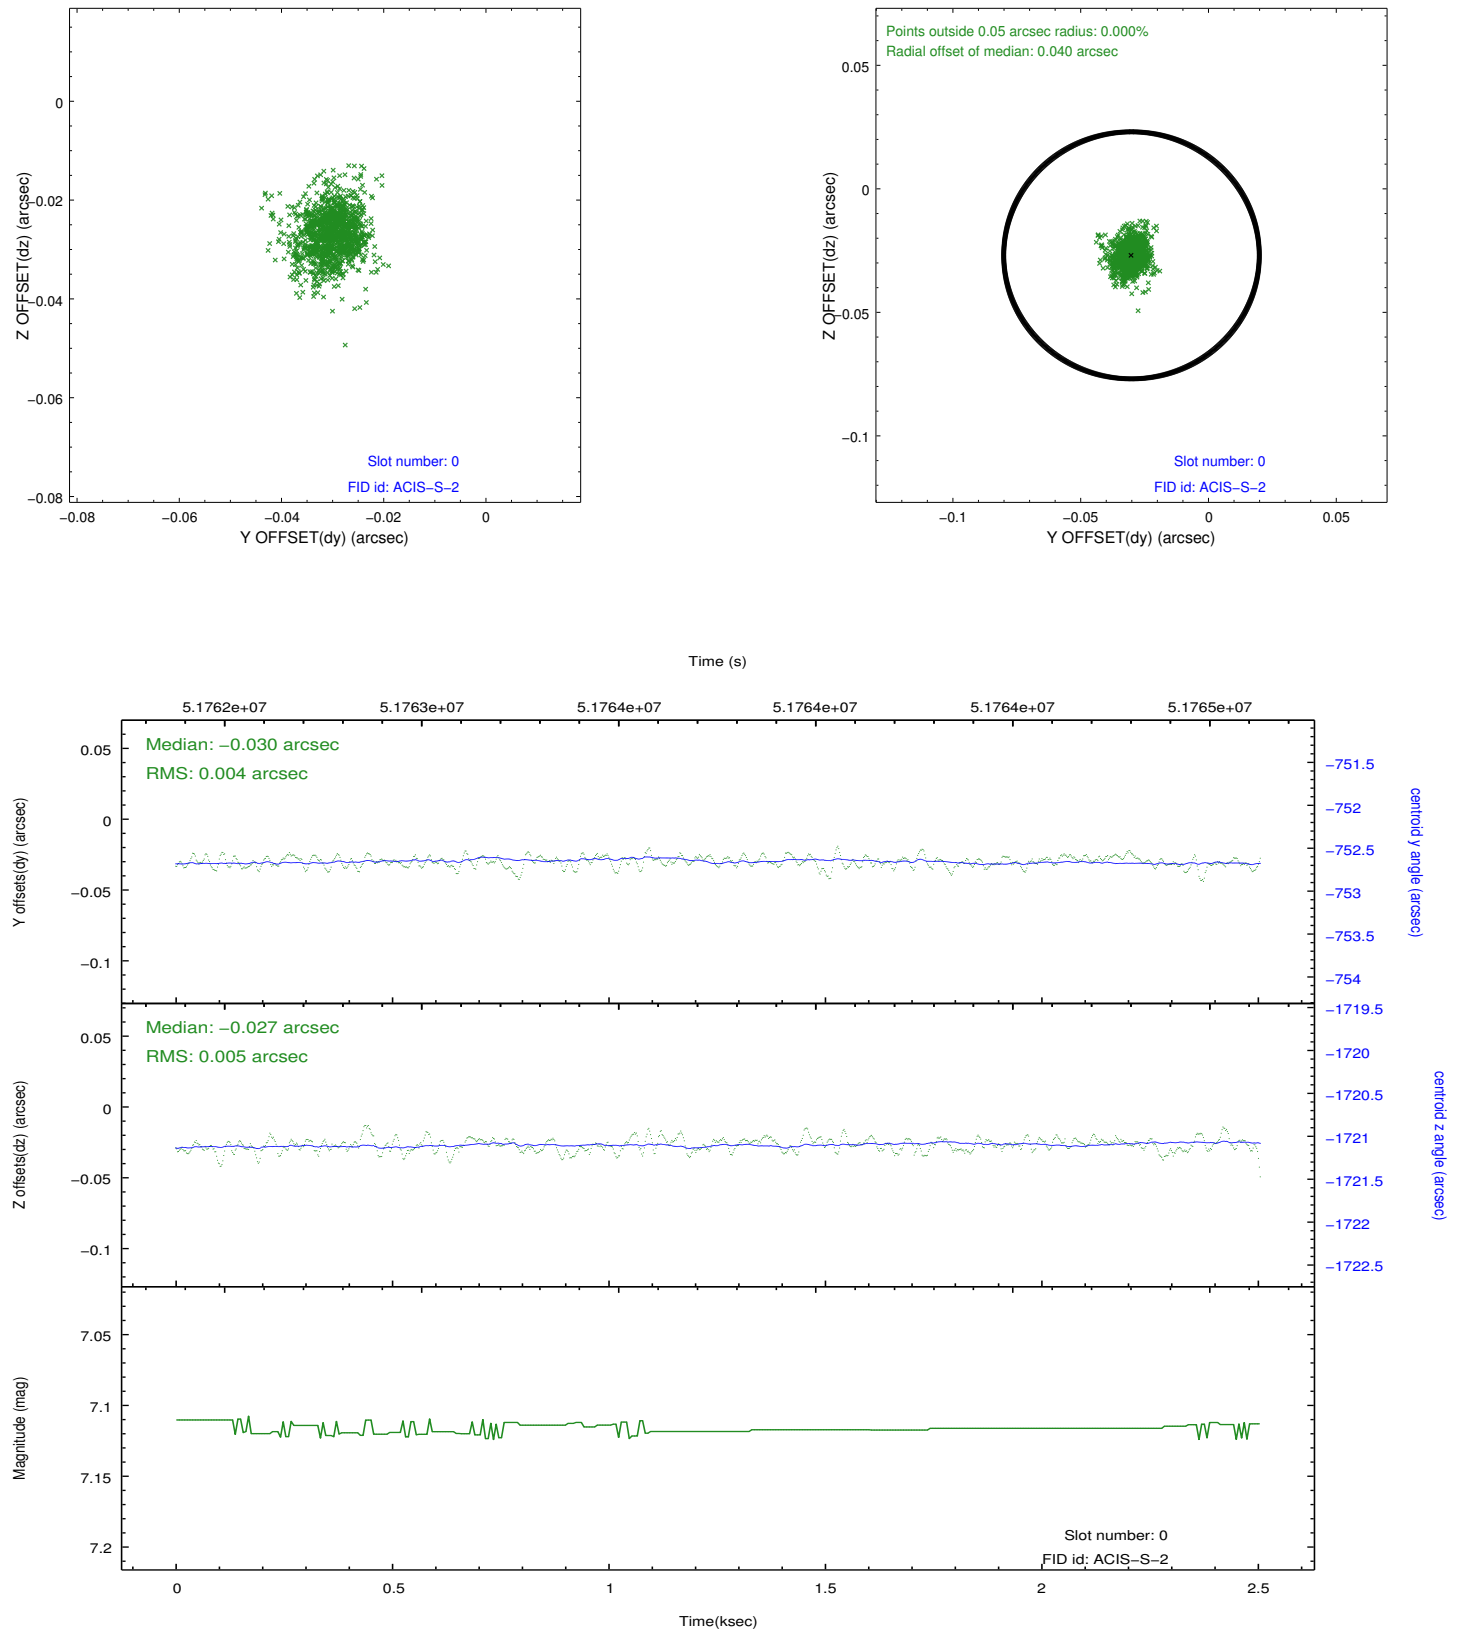 0
−0.02
−0.04
−0.06
−0.08
Z OFFSET(dz) (arcsec)
Slot number: 0
FID id: ACIS−S−2
−0.08
−0.06
−0.04
−0.02
0
Y OFFSET(dy) (arcsec)
Points outside 0.05 arcsec radius: 0.000%
Radial offset of median: 0.040 arcsec
0.05
0
−0.05
−0.1
Z OFFSET(dz) (arcsec)
Slot number: 0
FID id: ACIS−S−2
−0.1
−0.05
0
0.05
Y OFFSET(dy) (arcsec)
Time (s)
5.1762e+07
5.1763e+07
5.1764e+07
5.1764e+07
5.1764e+07
5.1765e+07
Median: −0.030 arcsec
RMS: 0.004 arcsec
0.05
0
−0.05
−0.1
Y offsets(dy) (arcsec)
−751.5
−752
−752.5
−753
−753.5
−754
centroid y angle (arcsec)
Median: −0.027 arcsec
RMS: 0.005 arcsec
0.05
0
−0.05
−0.1
Z offsets(dz) (arcsec)
−1719.5
−1720
−1720.5
−1721
−1721.5
−1722
−1722.5
centroid z angle (arcsec)
7.05
7.1
7.15
7.2
Magnitude (mag)
Slot number: 0
FID id: ACIS−S−2
0
0.5
1
1.5
2
2.5
Time(ksec)